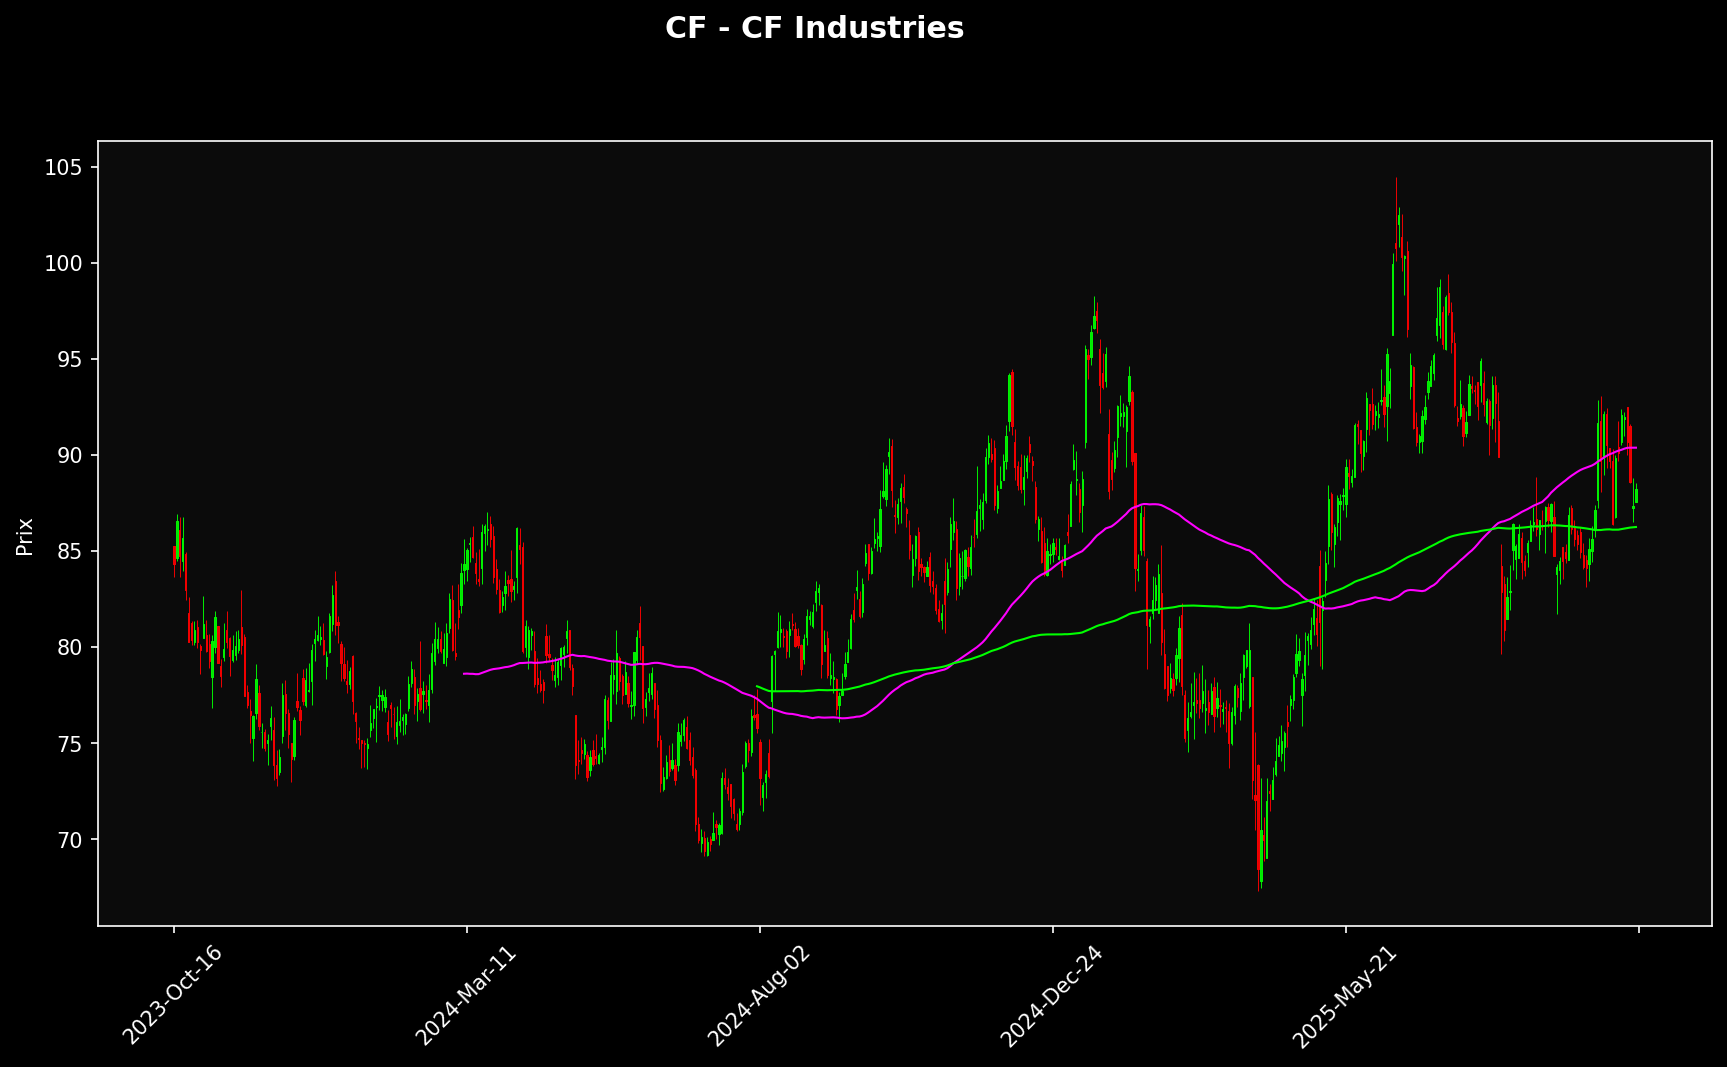 CF - CF Industries
Prix
105
100
95
90
85
80
75
70
2023-Oct-16
2024-Mar-11
2024-Aug-02
2024-Dec-24
2025-May-21